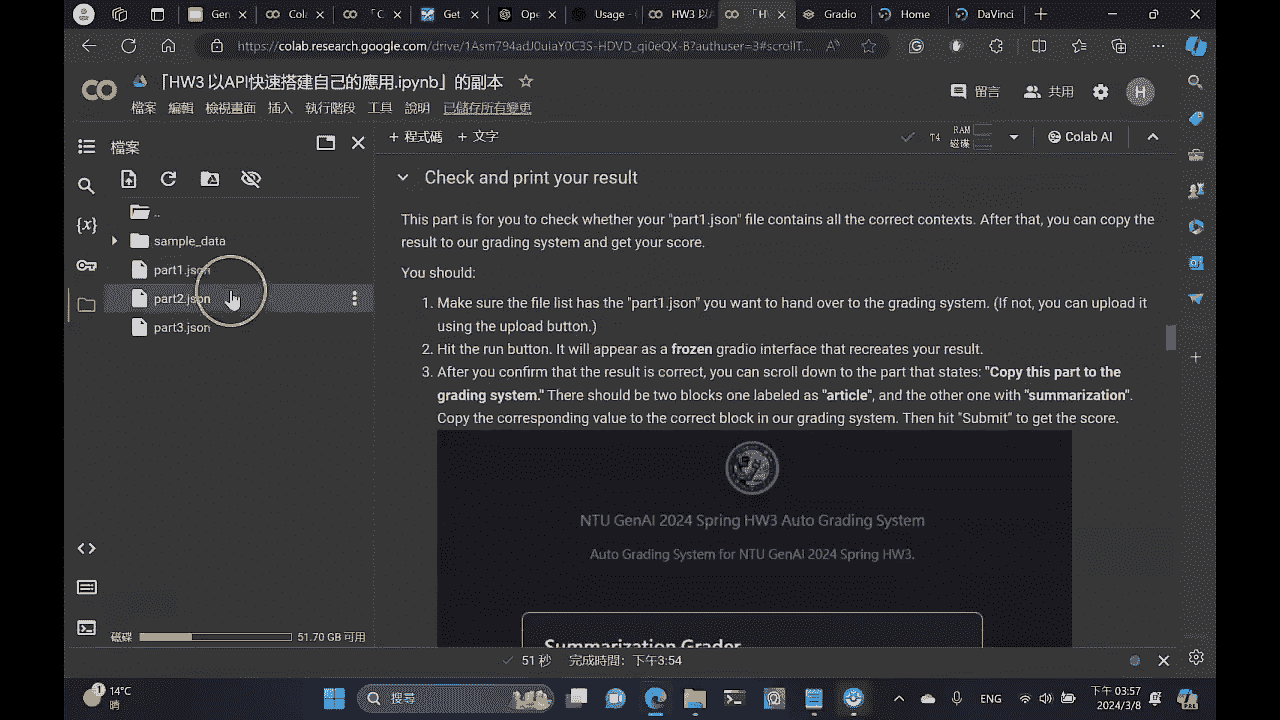 Gen
Cola
「C
Get
Ope
Usage -
HW3 以A
「HW
Gradio
Home
DaVinci
https://colab.research.google.com/drive/1Asm794adJ0uiaY0C3S-HDVD_qi0eQX-B?authuser=3#scrollT...
「HW3 以API快速搭建自己的應用.ipynb」的副本
留言
共用
H
檔案 編輯 檢視畫面 插入 執行階段 工具 說明 已儲存所有變更
檔案
+ 程式碼 + 文字
T4
RAM
磁碟
Colab AI
..
sample_data
part1.json
part2.json
part3.json
磁碟
51.70 GB 可用
Check and print your result
This part is for you to check whether your "part1.json" file contains all the correct contexts. After that, you can copy the
result to our grading system and get your score.
You should:
1. Make sure the file list has the "part1.json" you want to hand over to the grading system. (If not, you can upload it
using the upload button.)
2. Hit the run button. It will appear as a frozen gradio interface that recreates your result.
3. After you confirm that the result is correct, you can scroll down to the part that states: "Copy this part to the
grading system." There should be two blocks one labeled as "article", and the other one with "summarization".
Copy the corresponding value to the correct block in our grading system. Then hit "Submit" to get the score.
NTU GenAI 2024 Spring HW3 Auto Grading System
Auto Grading System for NTU GenAI 2024 Spring HW3.
Summarization Grader
51 秒 完成時間: 下午3:54
1
14°C
陰
搜尋
ENG
下午 03:57
2024/3/8